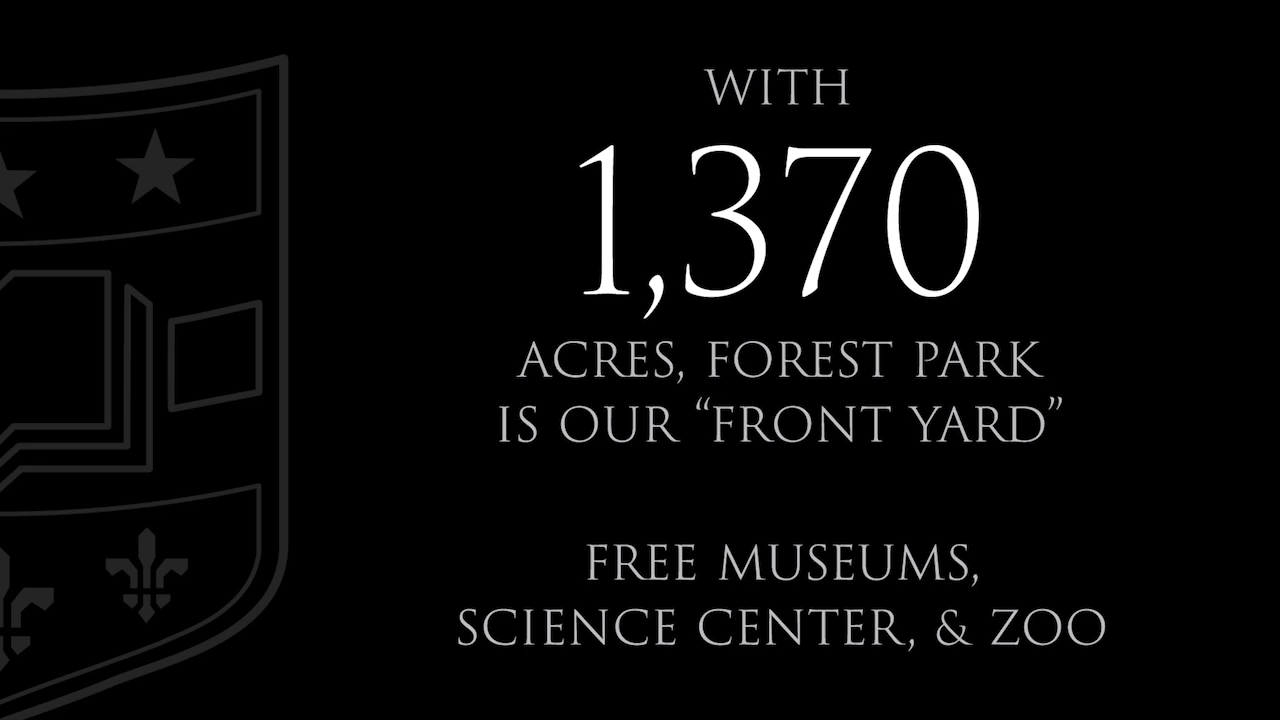 WITH
1,370
ACRES, FOREST PARK
IS OUR “FRONT YARD”
FREE MUSEUMS,
SCIENCE CENTER, & ZOO